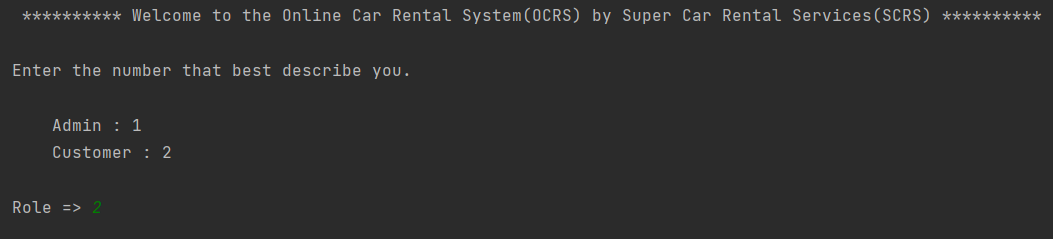 ********** Welcome to the Online Car Rental System(OCRS) by Super Car Rental Services(SCRS) **********
Enter the number that best describe you.
Admin : 1
Customer : 2
Role => 2